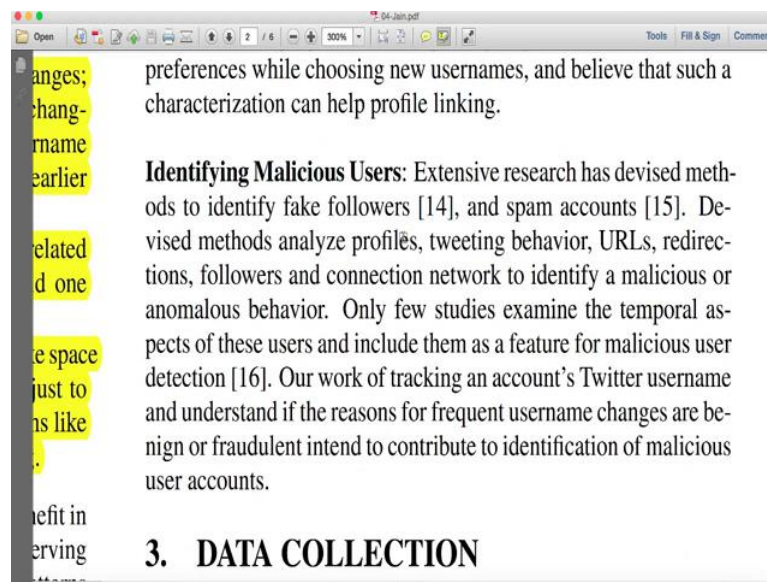 04-Jain.pdf
Open 2 / 6 300% Tools Fill & Sign Commen
anges;
chang-
rname
earlier
elated
d one
e space
just to
ns like
efit in
erving
preferences while choosing new usernames, and believe that such a
characterization can help profile linking.
Identifying Malicious Users: Extensive research has devised meth-
ods to identify fake followers [14], and spam accounts [15]. De-
vised methods analyze profiles, tweeting behavior, URLs, redirec-
tions, followers and connection network to identify a malicious or
anomalous behavior. Only few studies examine the temporal as-
pects of these users and include them as a feature for malicious user
detection [16]. Our work of tracking an account's Twitter username
and understand if the reasons for frequent username changes are be-
nign or fraudulent intend to contribute to identification of malicious
user accounts.
3. DATA COLLECTION